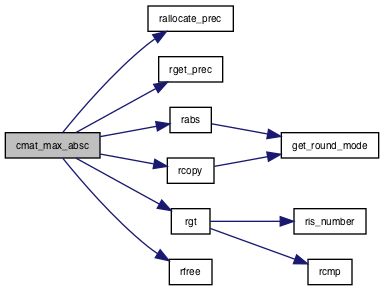 rallocate_prec
rget_prec
rabs
cmat_max_absc
get_round_mode
rcopy
rgt
ris_number
rfree
rcmp